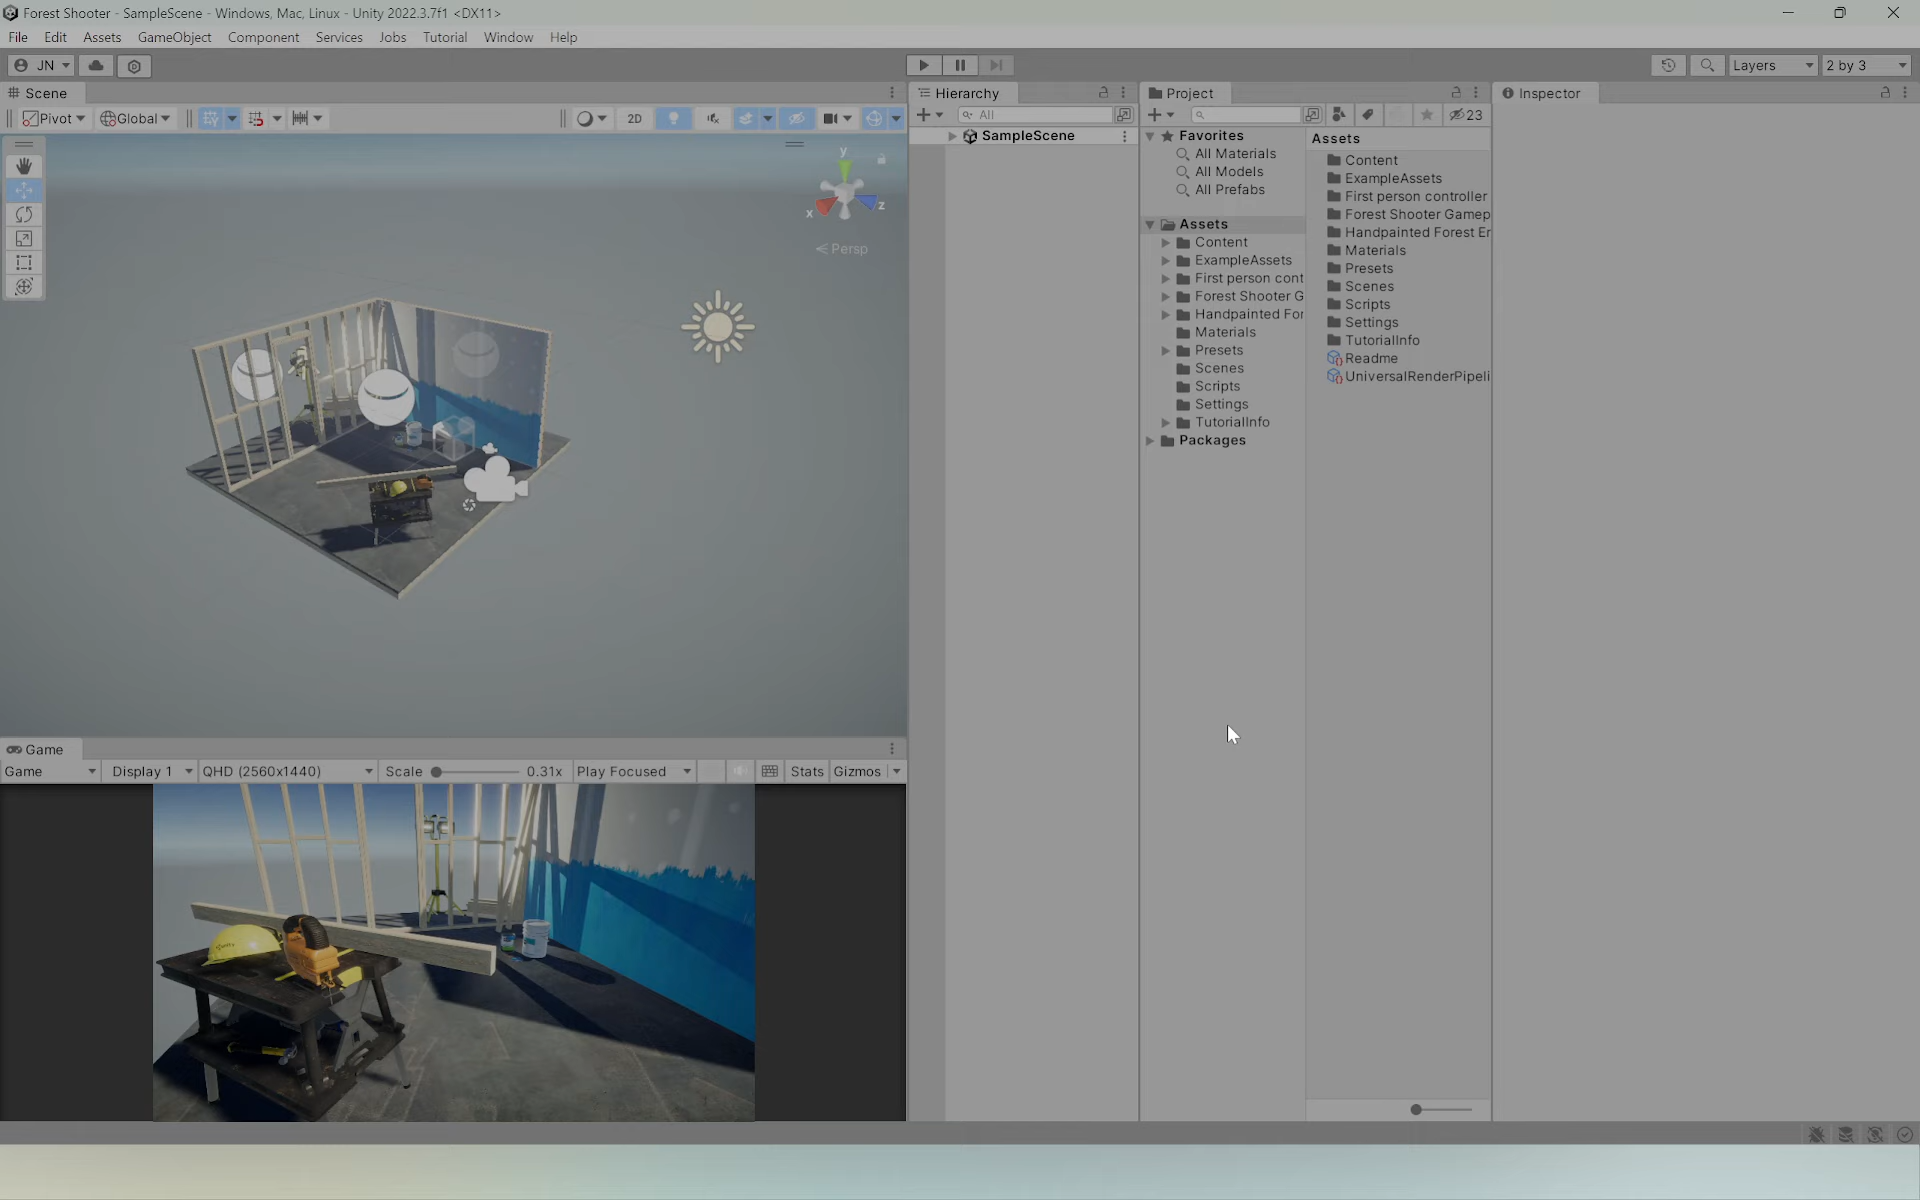 Forest Shooter - SampleScene - Windows, Mac, Linux - Unity 2022.3.7f1 <DX11>
File Edit Assets GameObject Component Services Jobs Tutorial Window Help
JN Layers 2 by 3
Scene
Pivot Global 2D
y
x z
Persp
Game
Game Display 1 QHD (2560x1440) Scale 0.31x Play Focused Stats Gizmos
Hierarchy
All
SampleScene
Project
23
Favorites
All Materials
All Models
All Prefabs
Assets
Content
ExampleAssets
First person cont
Forest Shooter G
Handpainted For
Materials
Presets
Scenes
Scripts
Settings
TutorialInfo
Packages
Assets
Content
ExampleAssets
First person controller
Forest Shooter Gamep
Handpainted Forest Er
Materials
Presets
Scenes
Scripts
Settings
TutorialInfo
Readme
UniversalRenderPipeli
Inspector